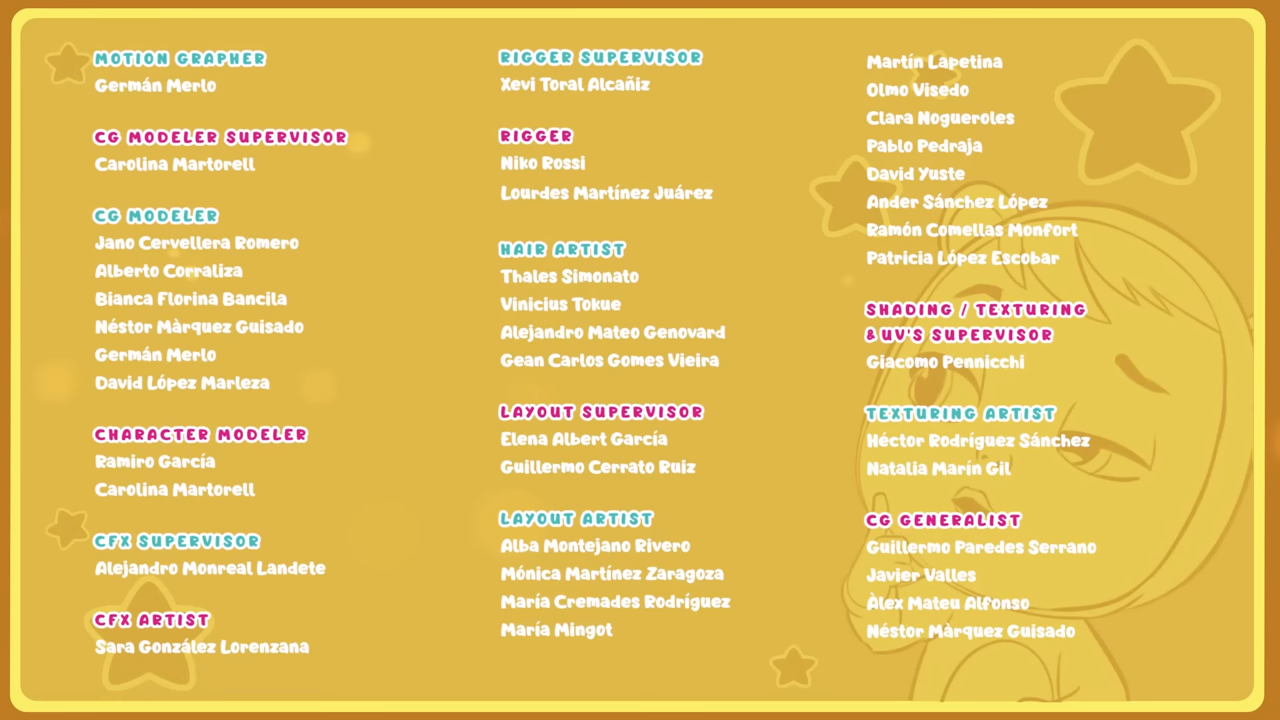 MOTION GRAPHER
Germán Merlo
CG MODELER SUPERVISOR
Carolina Martorell
CG MODELER
Jano Cervellera Romero
Alberto Corraliza
Bianca Florina Bancila
Néstor Màrquez Guisado
Germán Merlo
David López Marleza
CHARACTER MODELER
Ramiro García
Carolina Martorell
CFX SUPERVISOR
Alejandro Monreal Landete
CFX ARTIST
Sara González Lorenzana
RIGGER SUPERVISOR
Xevi Toral Alcañiz
RIGGER
Niko Rossi
Lourdes Martínez Juárez
HAIR ARTIST
Thales Simonato
Vinicius Tokue
Alejandro Mateo Genovard
Gean Carlos Gomes Vieira
LAYOUT SUPERVISOR
Elena Albert García
Guillermo Cerrato Ruiz
LAYOUT ARTIST
Alba Montejano Rivero
Mónica Martínez Zaragoza
María Cremades Rodríguez
María Mingot
Martín Lapetina
Olmo Visedo
Clara Nogueroles
Pablo Pedraja
David Yuste
Ander Sánchez López
Ramón Comellas Monfort
Patricia López Escobar
SHADING / TEXTURING
& UV'S SUPERVISOR
Giacomo Pennicchi
TEXTURING ARTIST
Héctor Rodríguez Sánchez
Natalia Marín Gil
CG GENERALIST
Guillermo Paredes Serrano
Javier Valles
Àlex Mateu Alfonso
Néstor Màrquez Guisado